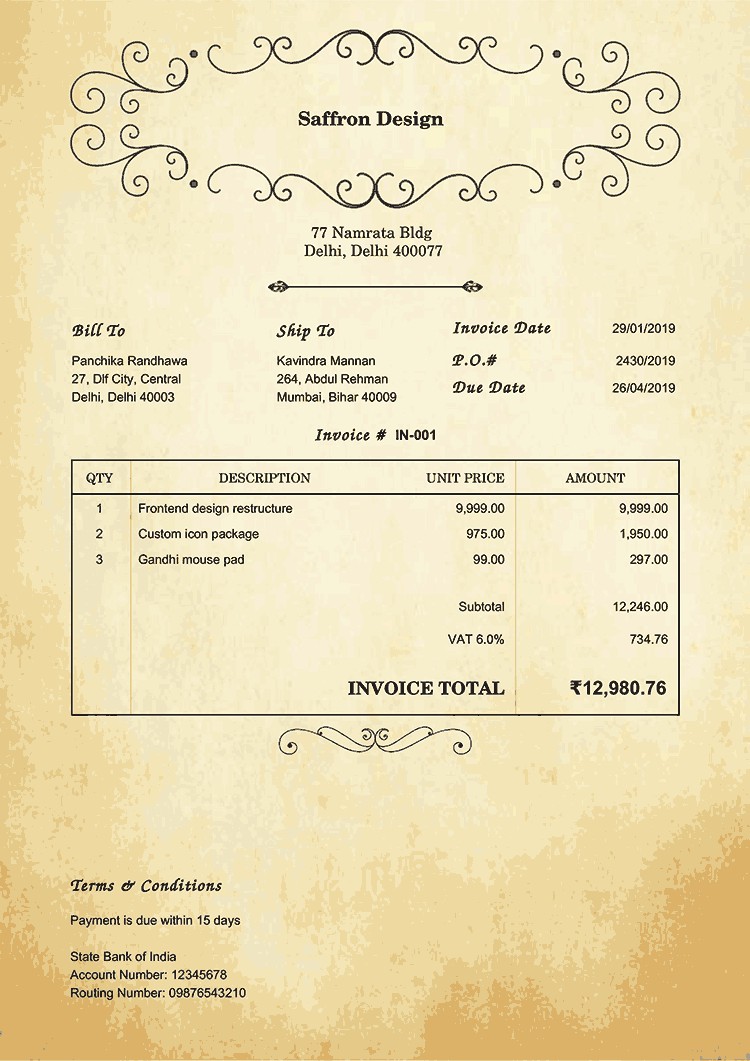 Saffron Design
77 Namrata Bldg
Delhi, Delhi 400077
Bill To
Panchika Randhawa
27, Dlf City, Central
Delhi, Delhi 40003
Ship To
Kavindra Mannan
264, Abdul Rehman
Mumbai, Bihar 40009
Invoice Date 29/01/2019
P.O.# 2430/2019
Due Date 26/04/2019
Invoice # IN-001
QTY DESCRIPTION UNIT PRICE AMOUNT
1 Frontend design restructure 9,999.00 9,999.00
2 Custom icon package 975.00 1,950.00
3 Gandhi mouse pad 99.00 297.00
Subtotal 12,246.00
VAT 6.0% 734.76
INVOICE TOTAL ₹12,980.76
Terms & Conditions
Payment is due within 15 days
State Bank of India
Account Number: 12345678
Routing Number: 09876543210